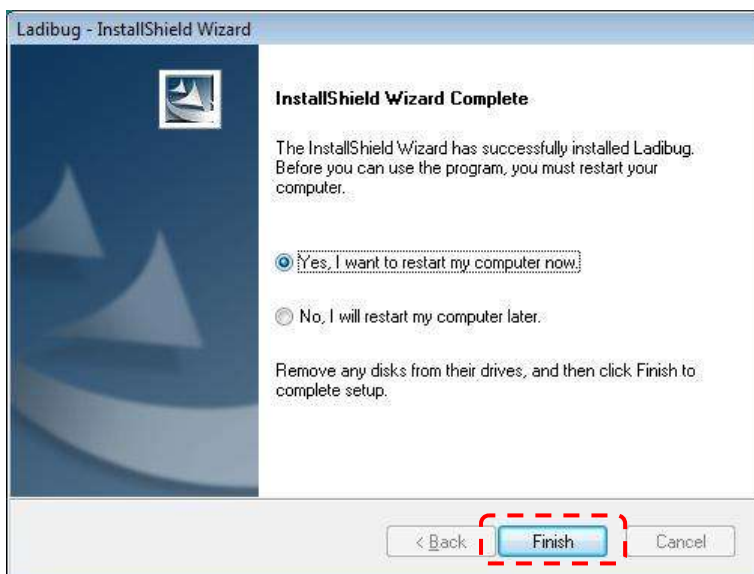 Ladibug - InstallShield Wizard
InstallShield Wizard Complete
The InstallShield Wizard has successfully installed Ladibug.
Before you can use the program, you must restart your
computer.
Yes, I want to restart my computer now.
No, I will restart my computer later.
Remove any disks from their drives, and then click Finish to
complete setup.
< Back
Finish
Cancel